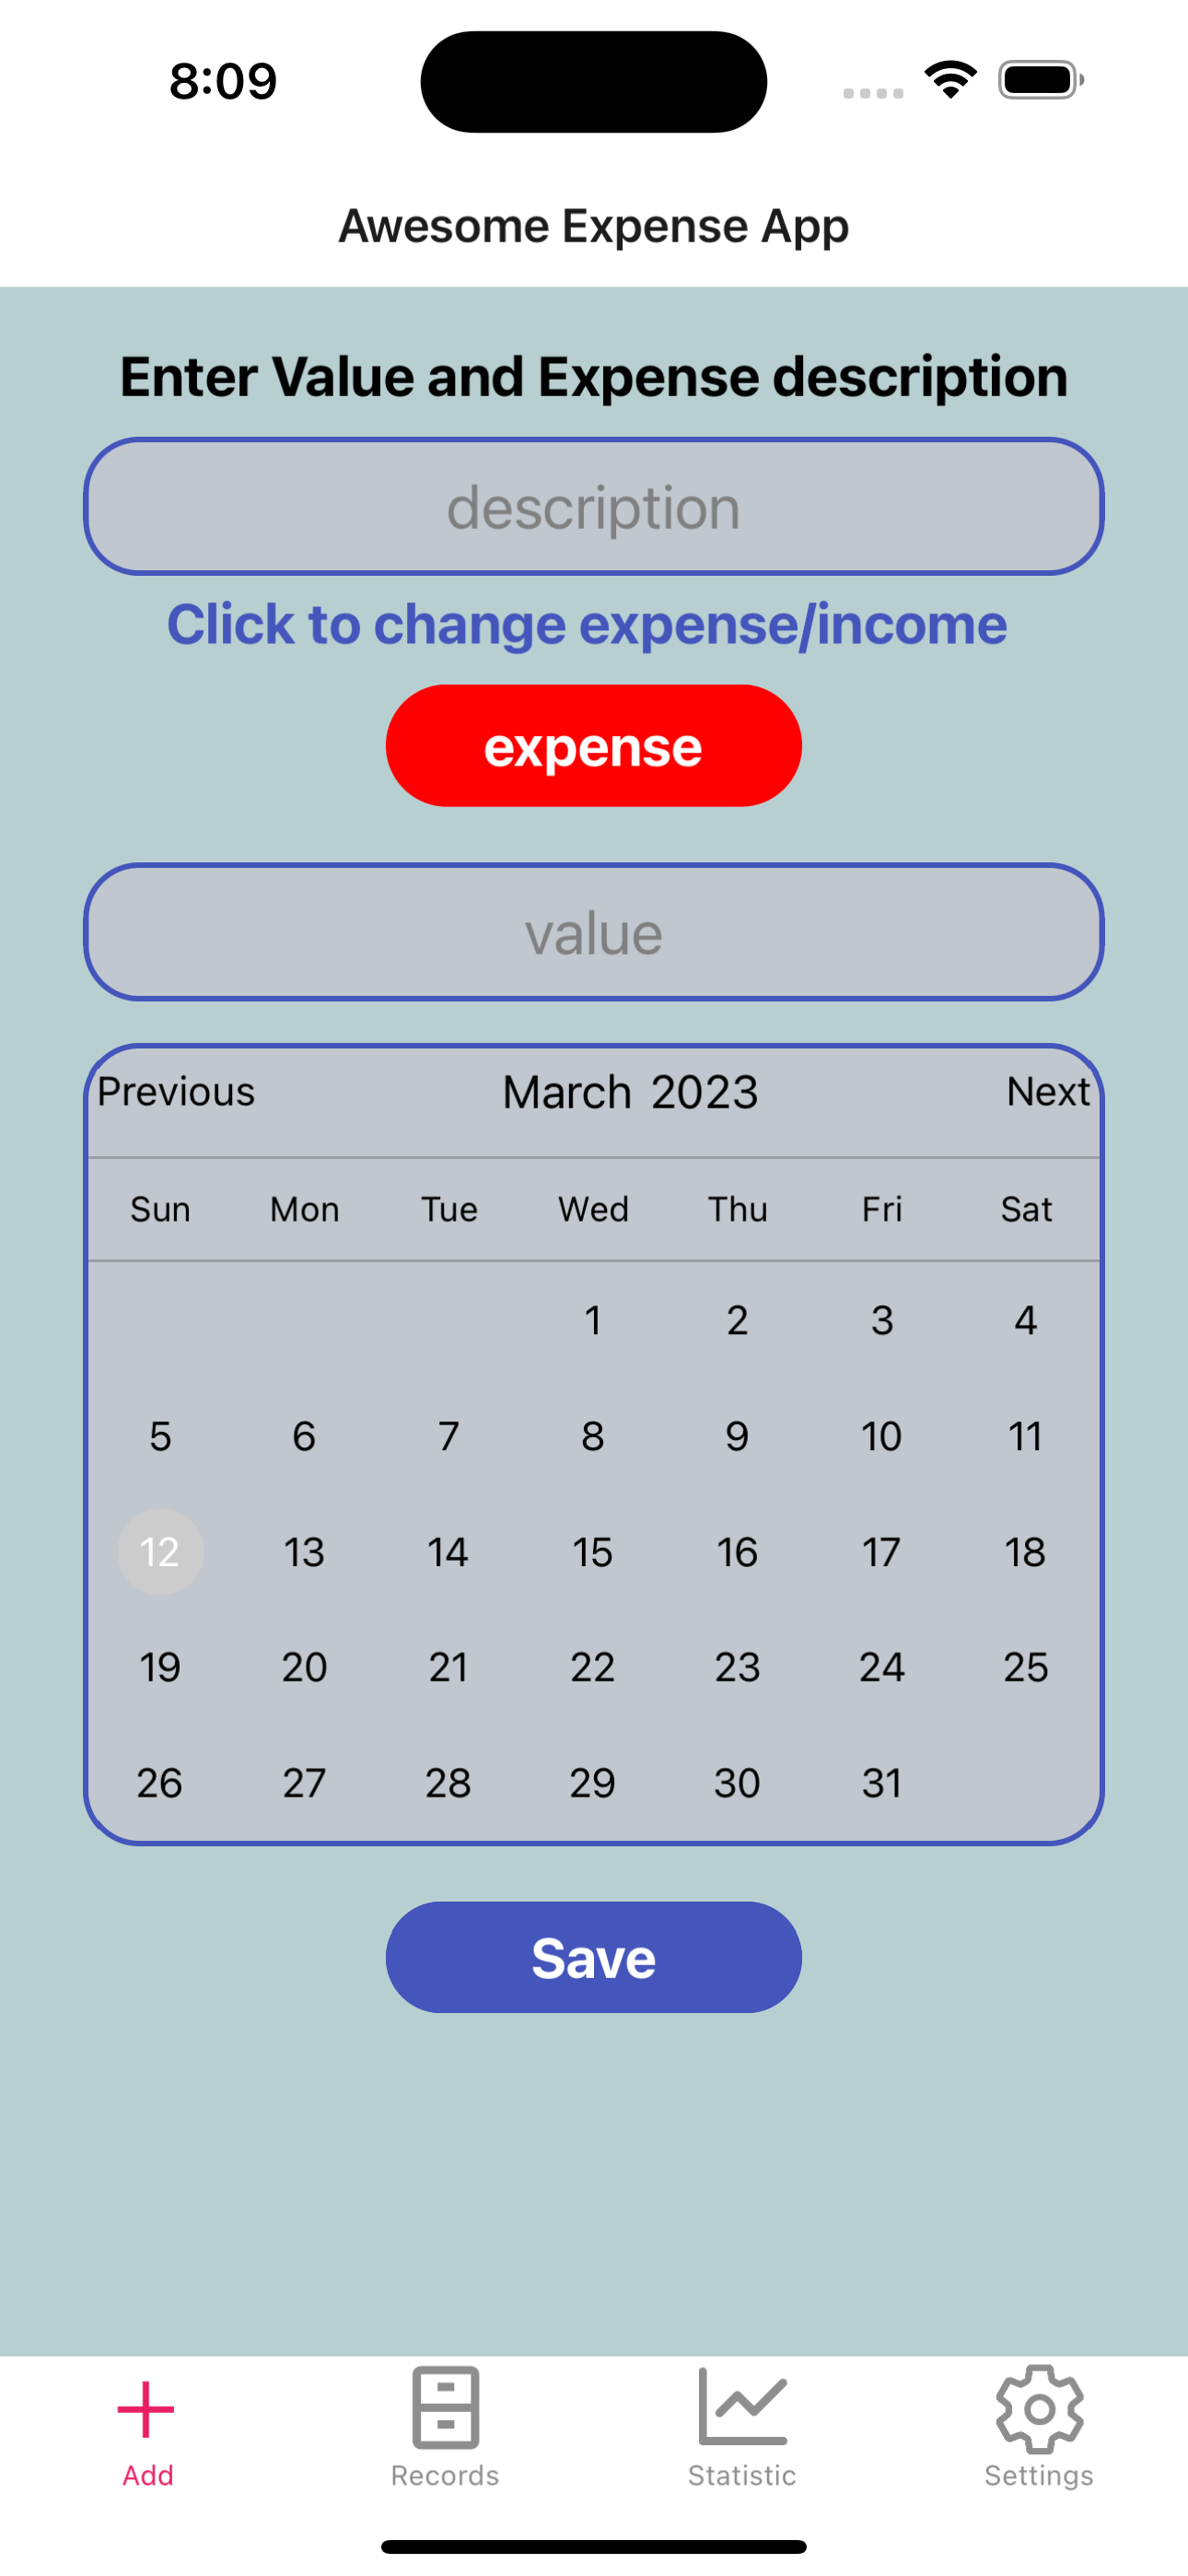 8:09
Awesome Expense App
Enter Value and Expense description
description
Click to change expense/income
expense
value
Previous March 2023 Next
Sun Mon Tue Wed Thu Fri Sat
1 2 3 4
5 6 7 8 9 10 11
12 13 14 15 16 17 18
19 20 21 22 23 24 25
26 27 28 29 30 31
Save
Add Records Statistic Settings